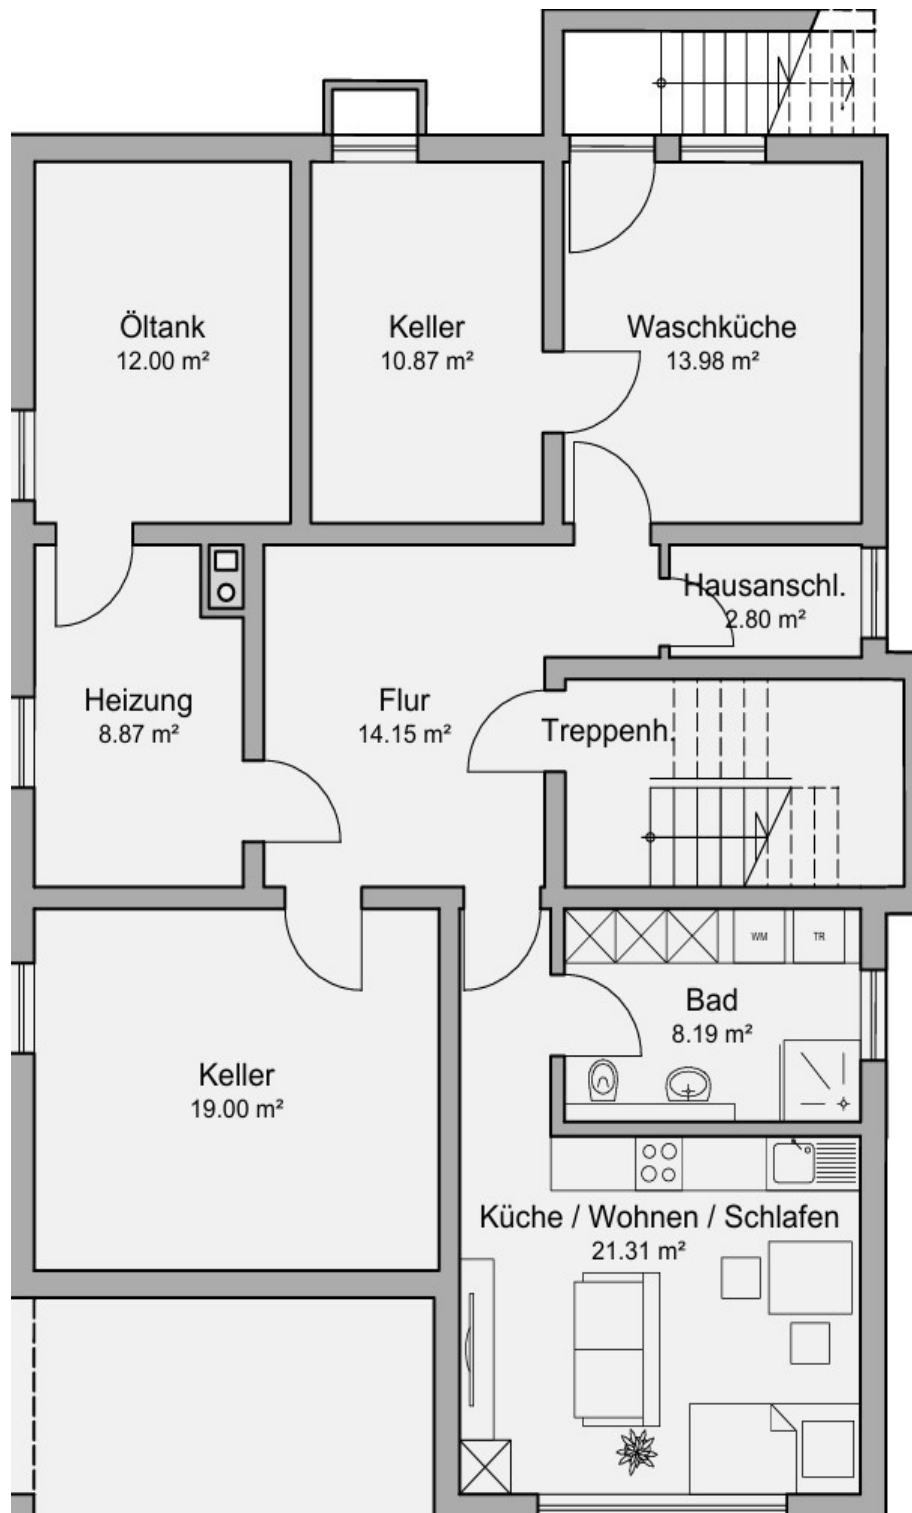 Öltank
12.00 m²
Keller
10.87 m²
Waschküche
13.98 m²
Hausanschl.
2.80 m²
Heizung
8.87 m²
Flur
14.15 m²
Treppenh.
WM
TR
Bad
8.19 m²
Keller
19.00 m²
Küche / Wohnen / Schlafen
21.31 m²